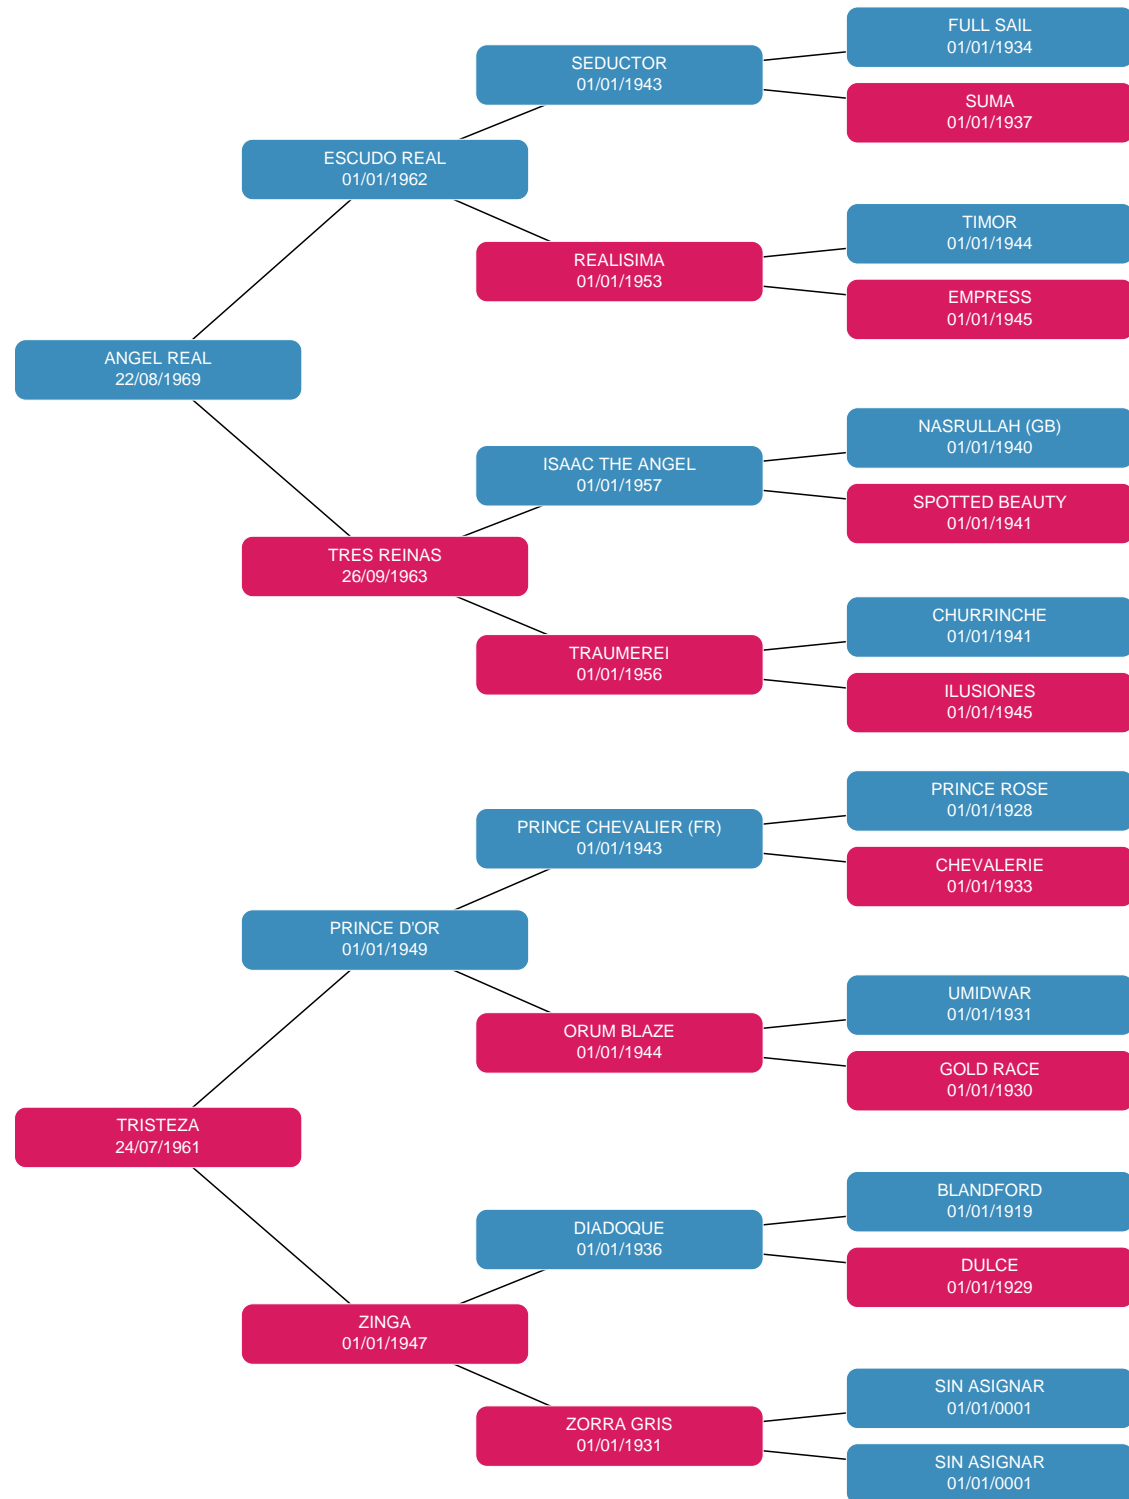 FULL SAIL
01/01/1934
SEDUCTOR
01/01/1943
SUMA
01/01/1937
ESCUDO REAL
01/01/1962
TIMOR
01/01/1944
REALISIMA
01/01/1953
EMPRESS
01/01/1945
ANGEL REAL
22/08/1969
NASRULLAH (GB)
01/01/1940
ISAAC THE ANGEL
01/01/1957
SPOTTED BEAUTY
01/01/1941
TRES REINAS
26/09/1963
CHURRINCHE
01/01/1941
TRAUMEREI
01/01/1956
ILUSIONES
01/01/1945
PRINCE ROSE
01/01/1928
PRINCE CHEVALIER (FR)
01/01/1943
CHEVALERIE
01/01/1933
PRINCE D'OR
01/01/1949
UMIDWAR
01/01/1931
ORUM BLAZE
01/01/1944
GOLD RACE
01/01/1930
TRISTEZA
24/07/1961
BLANDFORD
01/01/1919
DIADOQUE
01/01/1936
DULCE
01/01/1929
ZINGA
01/01/1947
SIN ASIGNAR
01/01/0001
ZORRA GRIS
01/01/1931
SIN ASIGNAR
01/01/0001